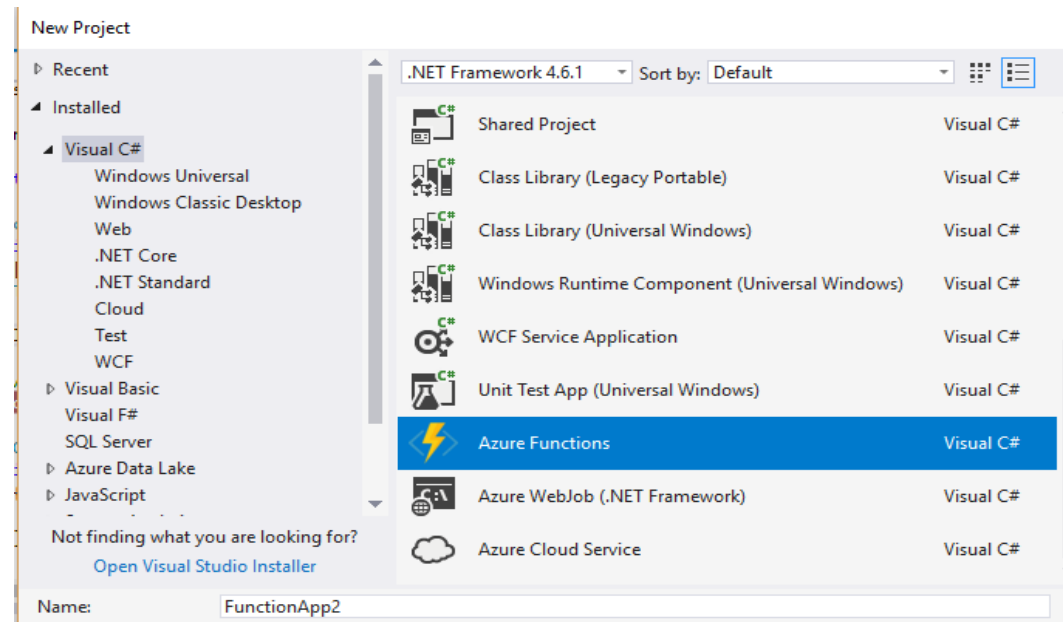 New Project
Recent
Installed
Visual C#
Windows Universal
Windows Classic Desktop
Web
.NET Core
.NET Standard
Cloud
Test
WCF
Visual Basic
Visual F#
SQL Server
Azure Data Lake
JavaScript
Not finding what you are looking for?
Open Visual Studio Installer
.NET Framework 4.6.1 Sort by: Default
C# Shared Project Visual C#
C# Class Library (Legacy Portable) Visual C#
C# Class Library (Universal Windows) Visual C#
C# Windows Runtime Component (Universal Windows) Visual C#
C# WCF Service Application Visual C#
C# Unit Test App (Universal Windows) Visual C#
Azure Functions Visual C#
C:\ Azure WebJob (.NET Framework) Visual C#
Azure Cloud Service Visual C#
Name: FunctionApp2